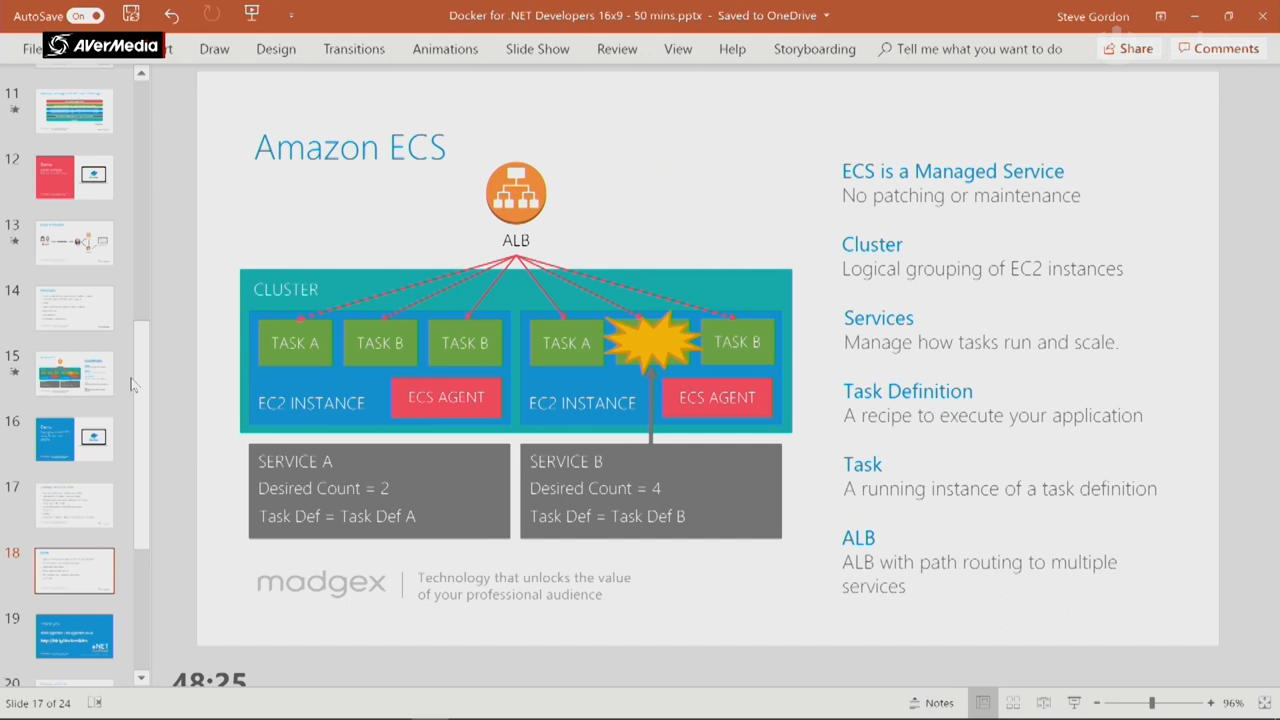 AutoSave On Docker for .NET Developers 16x9 - 50 mins.pptx - Saved to OneDrive Steve Gordon
AVerMedia Draw Design Transitions Animations Slide Show Review View Help Storyboarding Tell me what you want to do Share Comments
Amazon ECS
ALB
CLUSTER
TASK A TASK B TASK B TASK A TASK B
EC2 INSTANCE ECS AGENT EC2 INSTANCE ECS AGENT
SERVICE A
Desired Count = 2
Task Def = Task Def A
SERVICE B
Desired Count = 4
Task Def = Task Def B
madgex
Technology that unlocks the value
of your professional audience
ECS is a Managed Service
No patching or maintenance
Cluster
Logical grouping of EC2 instances
Services
Manage how tasks run and scale.
Task Definition
A recipe to execute your application
Task
A running instance of a task definition
ALB
ALB with path routing to multiple
services
11
12
13
14
15
16
17
18
19
20
48:25
Slide 17 of 24 Notes 96%